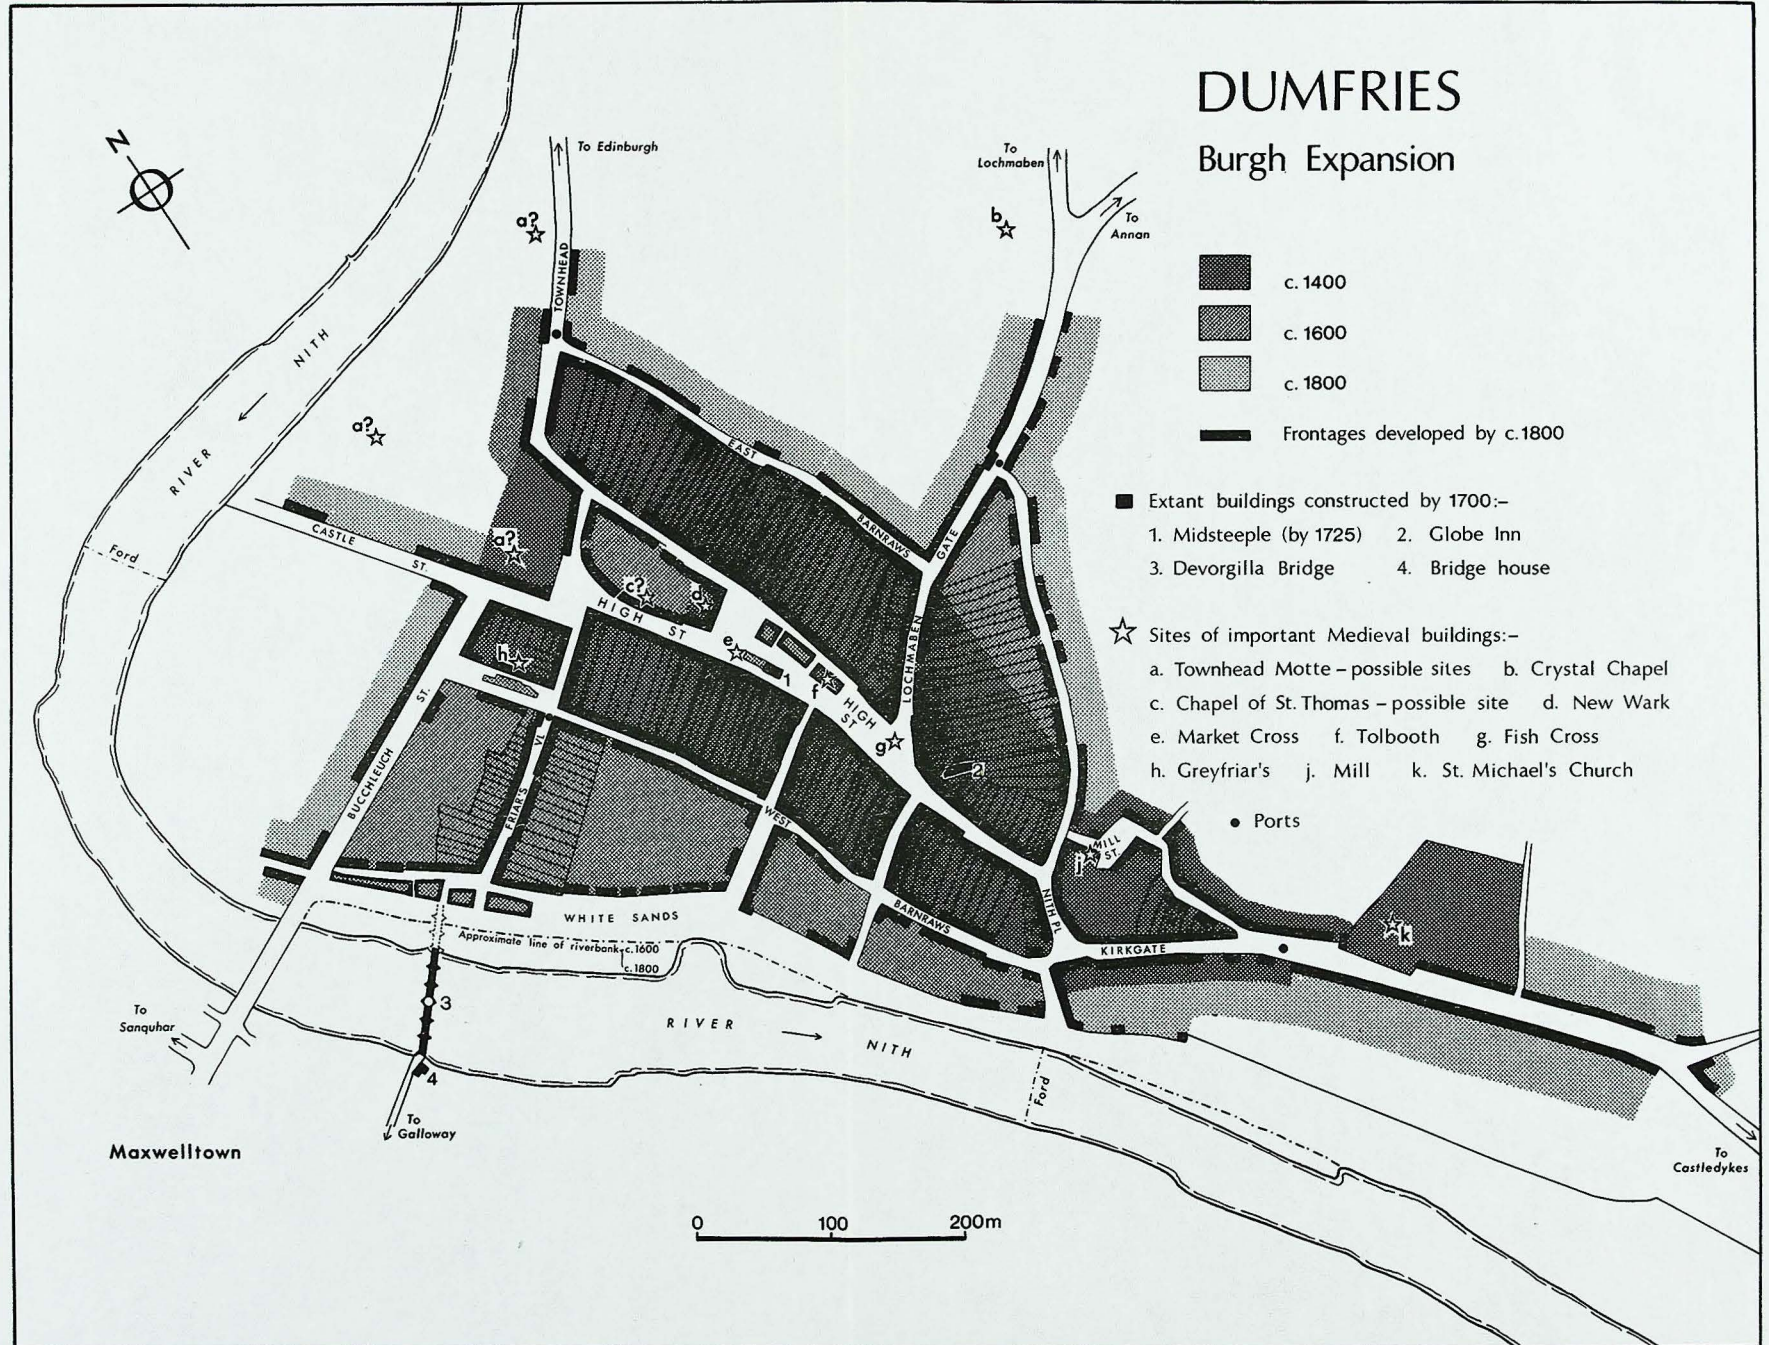 DUMFRIES
Burgh Expansion
N
To Edinburgh
To
Lochmaben
To
Annan
a?
b
TOWNHEAD
c. 1400
c. 1600
c. 1800
Frontages developed by c.1800
Extant buildings constructed by 1700:–
1. Midsteeple (by 1725) 2. Globe Inn
3. Devorgilla Bridge 4. Bridge house
Sites of important Medieval buildings:–
a. Townhead Motte – possible sites b. Crystal Chapel
c. Chapel of St. Thomas – possible site d. New Wark
e. Market Cross f. Tolbooth g. Fish Cross
h. Greyfriar's j. Mill k. St. Michael's Church
Ports
RIVER NITH
a?
EAST BARNRAWS
LOCHMABEN GATE
CASTLE ST.
Ford
a?
c?
d
HIGH ST
e
1
f
HIGH ST
g
h
2
BUCCHLEUCH ST.
FRIAR'S VL
WEST BARNRAWS
MILL ST.
j
NITH PL
k
KIRKGATE
WHITE SANDS
Approximate line of riverbank-c.1600
c.1800
3
4
To
Sanquhar
To
Galloway
RIVER NITH
Ford
Maxwelltown
To
Castledykes
0 100 200m